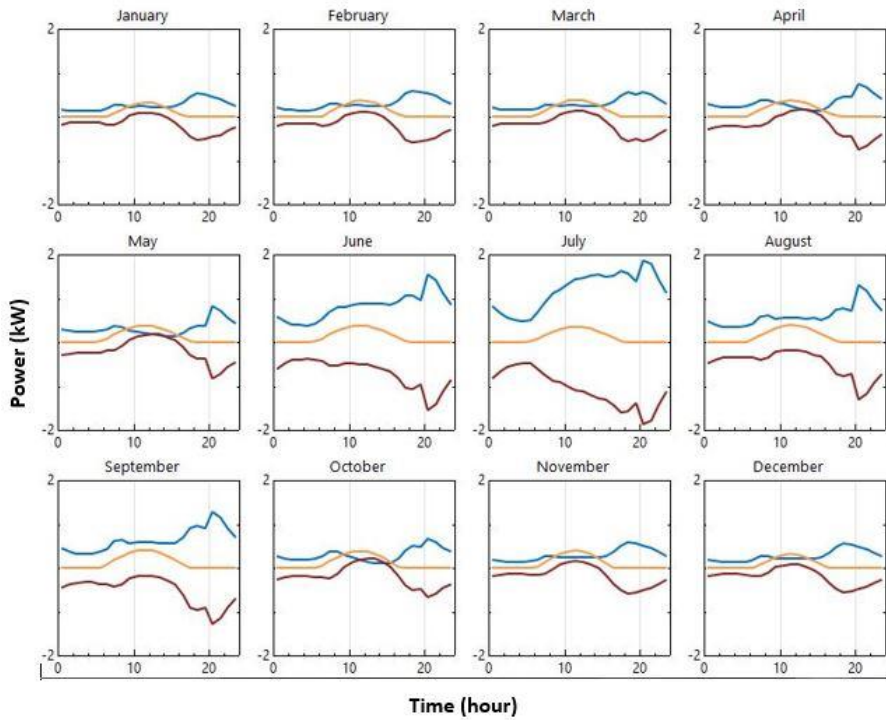 January February March April
2 2 2 2
-2 -2 -2 -2
0 10 20 0 10 20 0 10 20 0 10 20
May June July August
2 2 2 2
Power (kW)
-2 -2 -2 -2
0 10 20 0 10 20 0 10 20 0 10 20
September October November December
2 2 2 2
-2 -2 -2 -2
0 10 20 0 10 20 0 10 20 0 10 20
Time (hour)